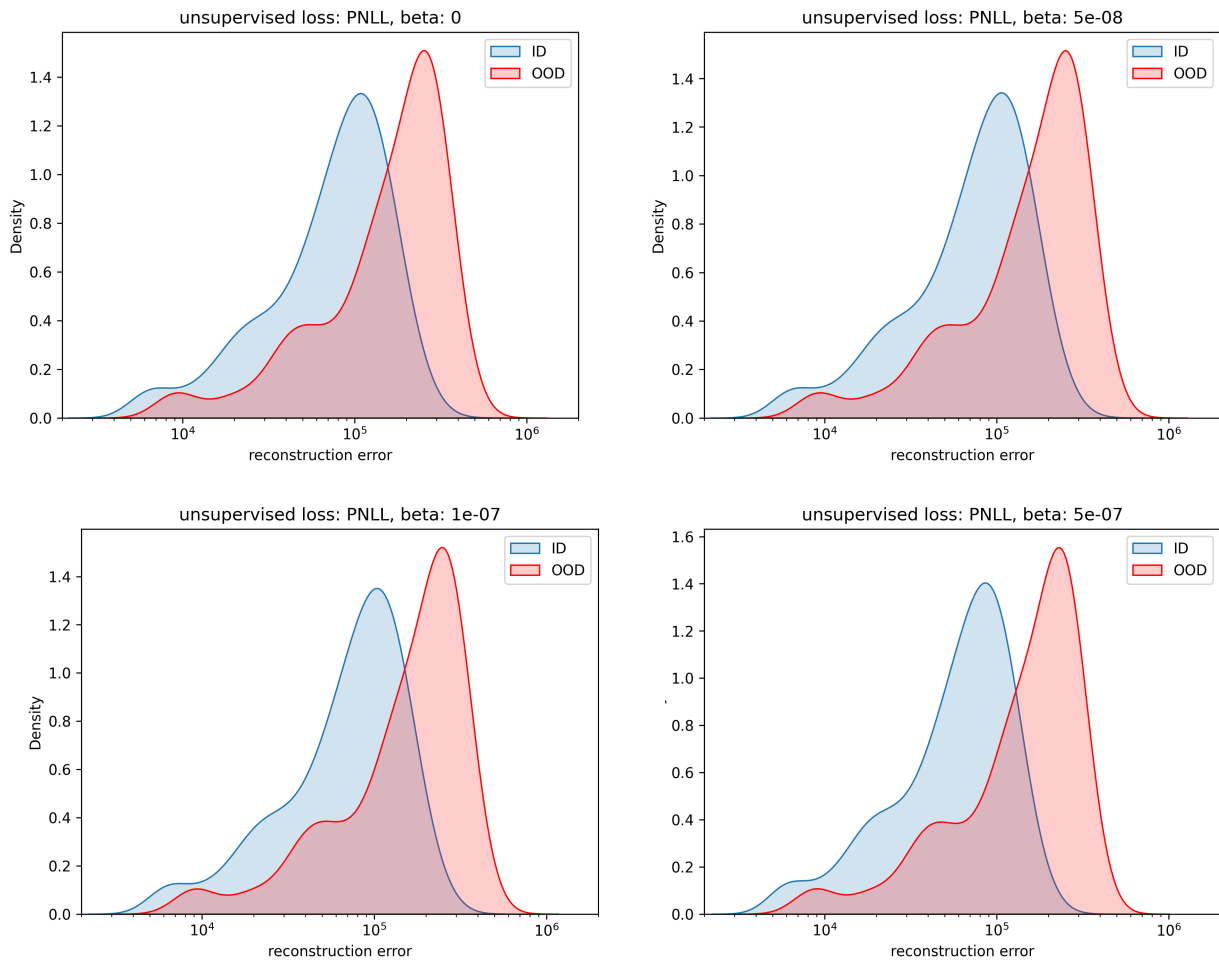 unsupervised loss: PNLL, beta: 0
ID
OOD
1.4
1.2
1.0
0.8
0.6
0.4
0.2
0.0
Density
10⁴ 10⁵ 10⁶
reconstruction error
unsupervised loss: PNLL, beta: 5e-08
ID
OOD
1.4
1.2
1.0
0.8
0.6
0.4
0.2
0.0
Density
10⁴ 10⁵ 10⁶
reconstruction error
unsupervised loss: PNLL, beta: 1e-07
ID
OOD
1.4
1.2
1.0
0.8
0.6
0.4
0.2
0.0
Density
10⁴ 10⁵ 10⁶
reconstruction error
unsupervised loss: PNLL, beta: 5e-07
ID
OOD
1.6
1.4
1.2
1.0
0.8
0.6
0.4
0.2
0.0
10⁴ 10⁵ 10⁶
reconstruction error